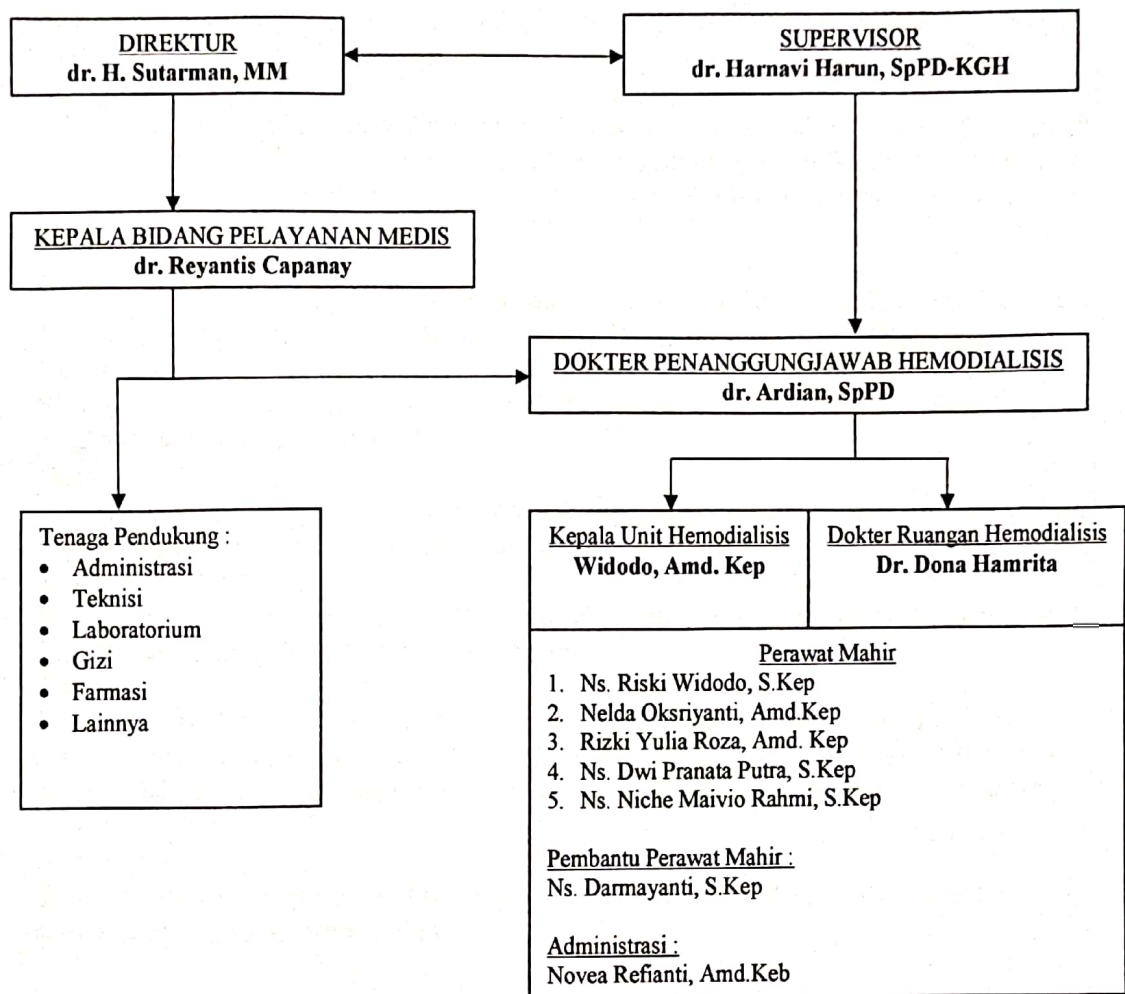 DIREKTUR
dr. H. Sutarman, MM
SUPERVISOR
dr. Harnavi Harun, SpPD-KGH
KEPALA BIDANG PELAYANAN MEDIS
dr. Reyantis Capanay
DOKTER PENANGGUNGJAWAB HEMODIALISIS
dr. Ardian, SpPD
Tenaga Pendukung :
• Administrasi
• Teknisi
• Laboratorium
• Gizi
• Farmasi
• Lainnya
Kepala Unit Hemodialisis
Widodo, Amd. Kep
Dokter Ruangan Hemodialisis
Dr. Dona Hamrita
Perawat Mahir
1. Ns. Riski Widodo, S.Kep
2. Nelda Oksriyanti, Amd.Kep
3. Rizki Yulia Roza, Amd. Kep
4. Ns. Dwi Pranata Putra, S.Kep
5. Ns. Niche Maivio Rahmi, S.Kep
Pembantu Perawat Mahir :
Ns. Darmayanti, S.Kep
Administrasi :
Novea Refianti, Amd.Keb